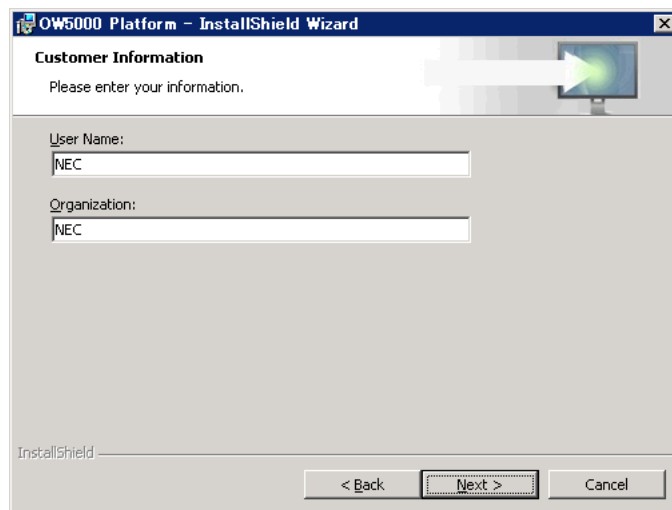 OW5000 Platform - InstallShield Wizard
Customer Information
Please enter your information.
User Name:
NEC
Organization:
NEC
InstallShield
< Back
Next >
Cancel